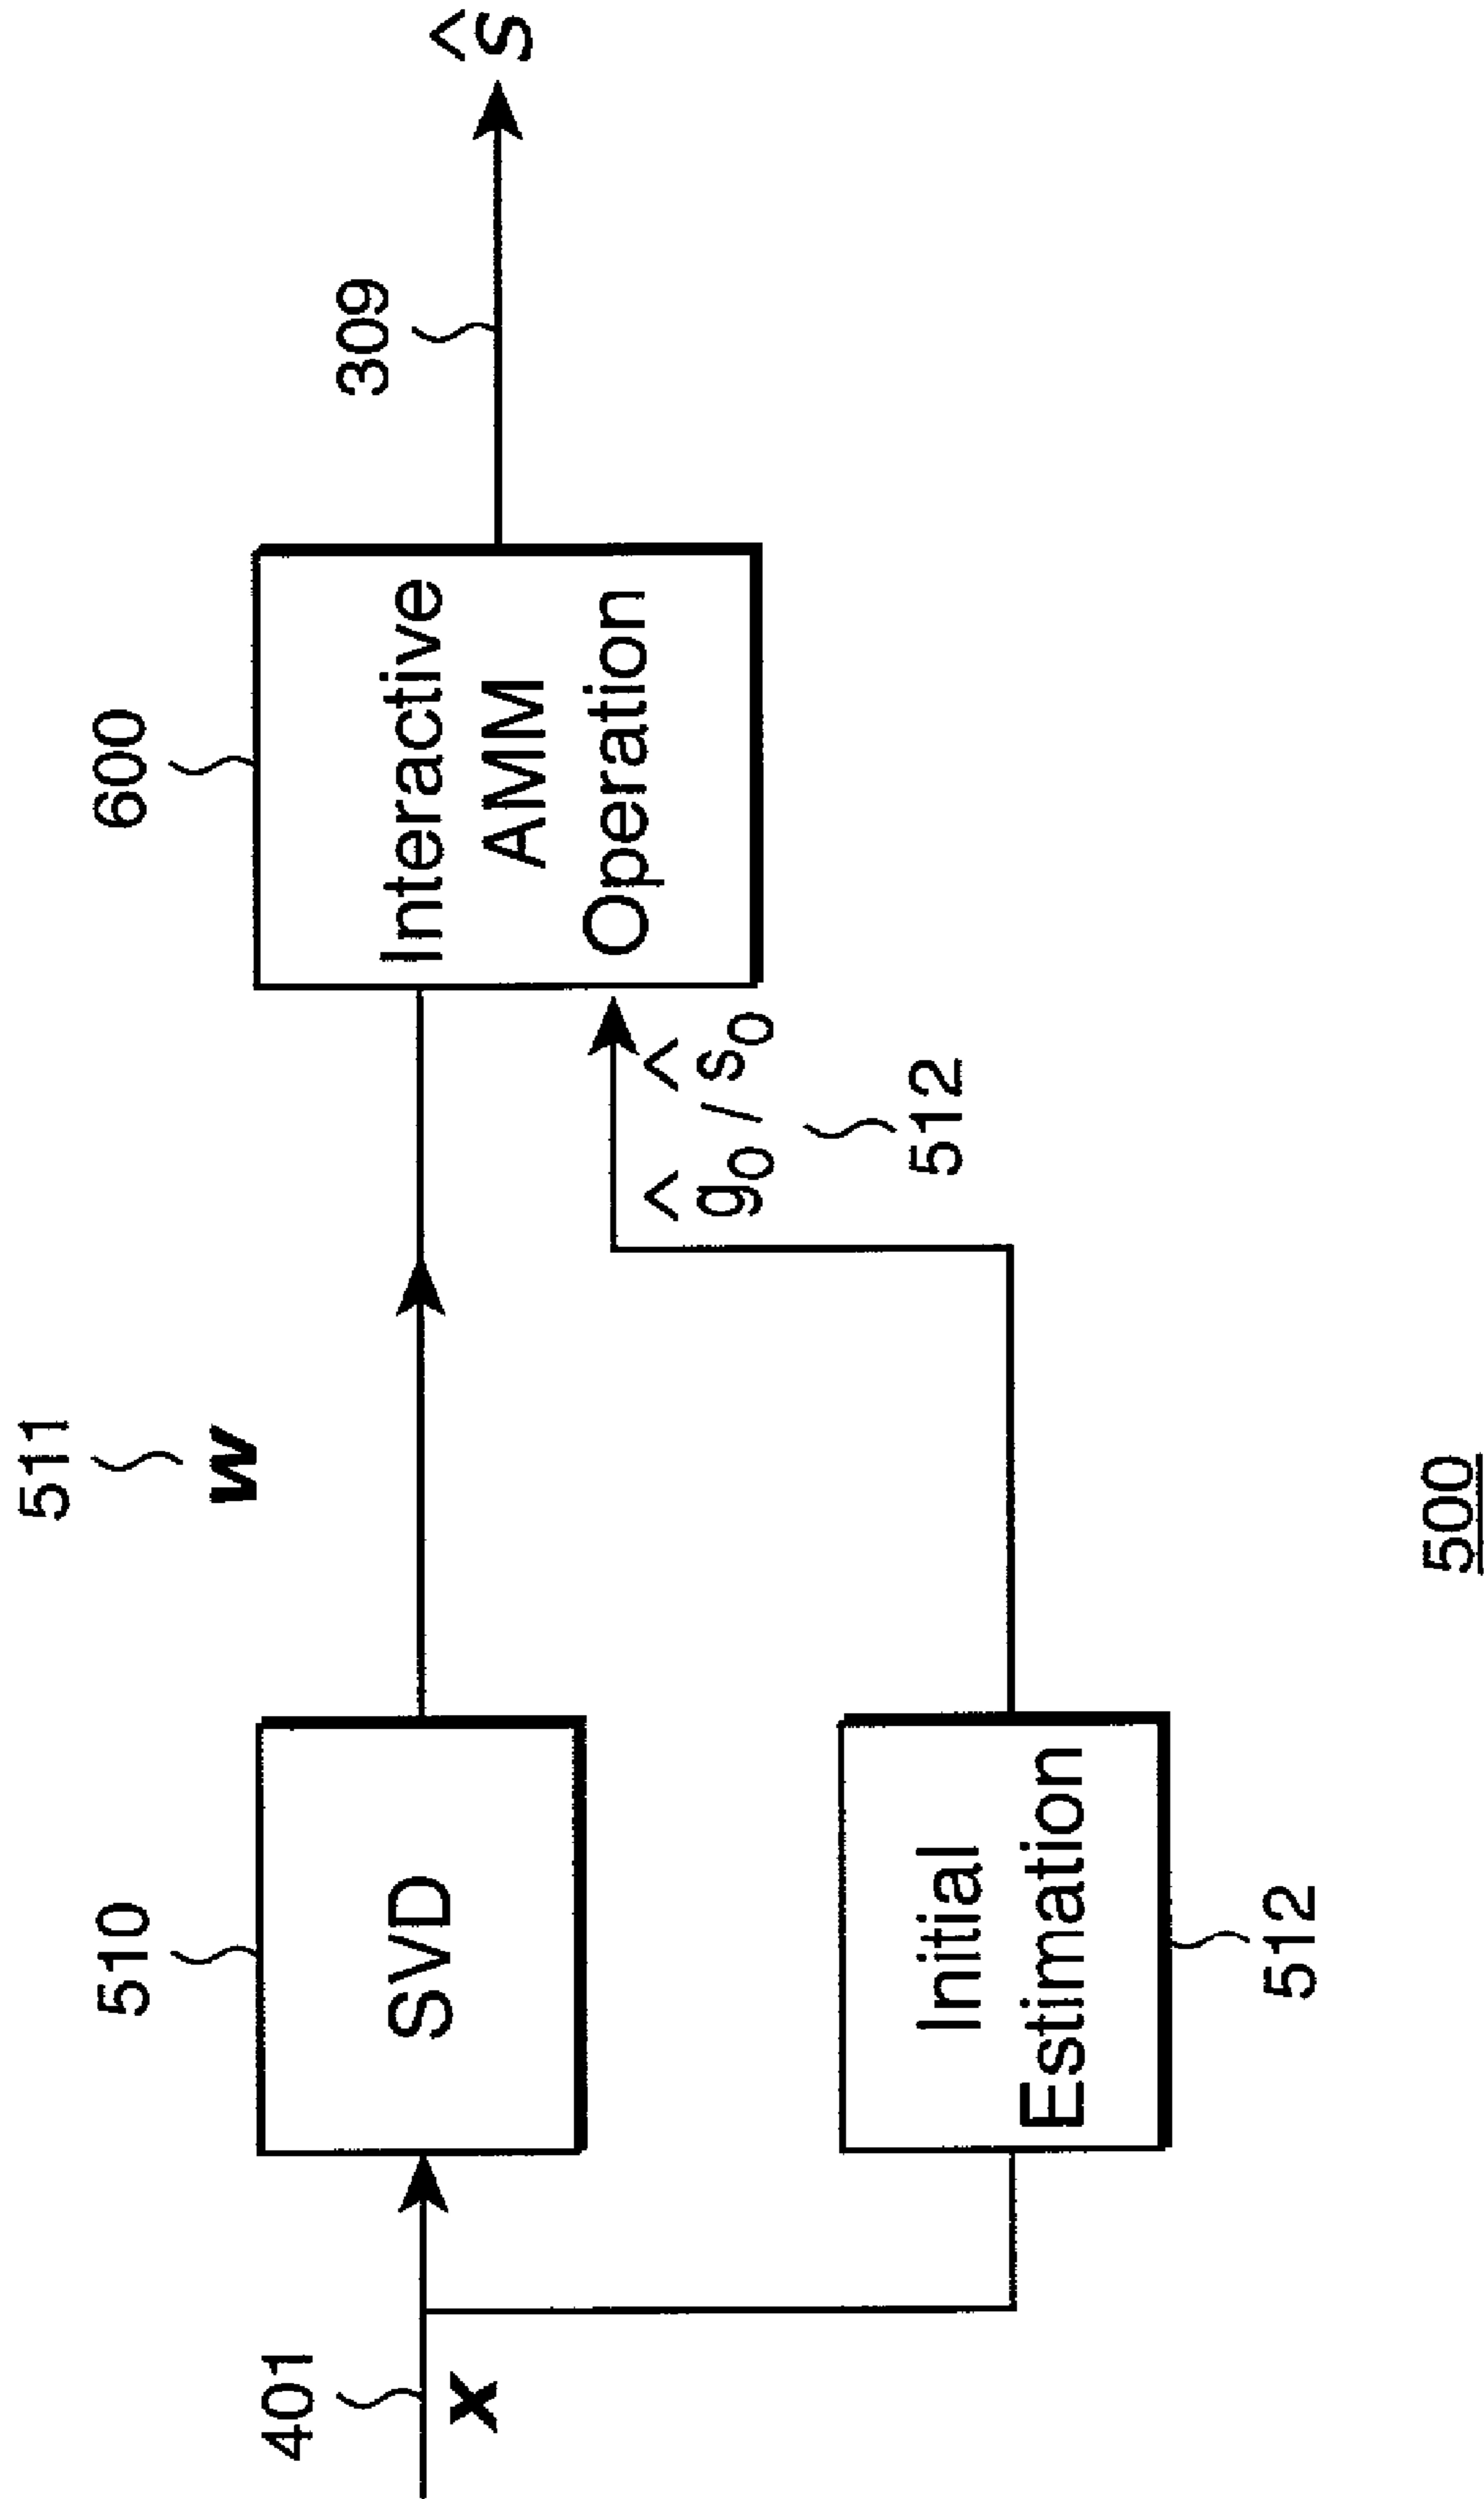 510
SVD
511
w
600
Interactive
AMM
Operation
309
ŝ
401
x
ĝ₀ / ŝ₀
512
Initial
Estimation
512
500